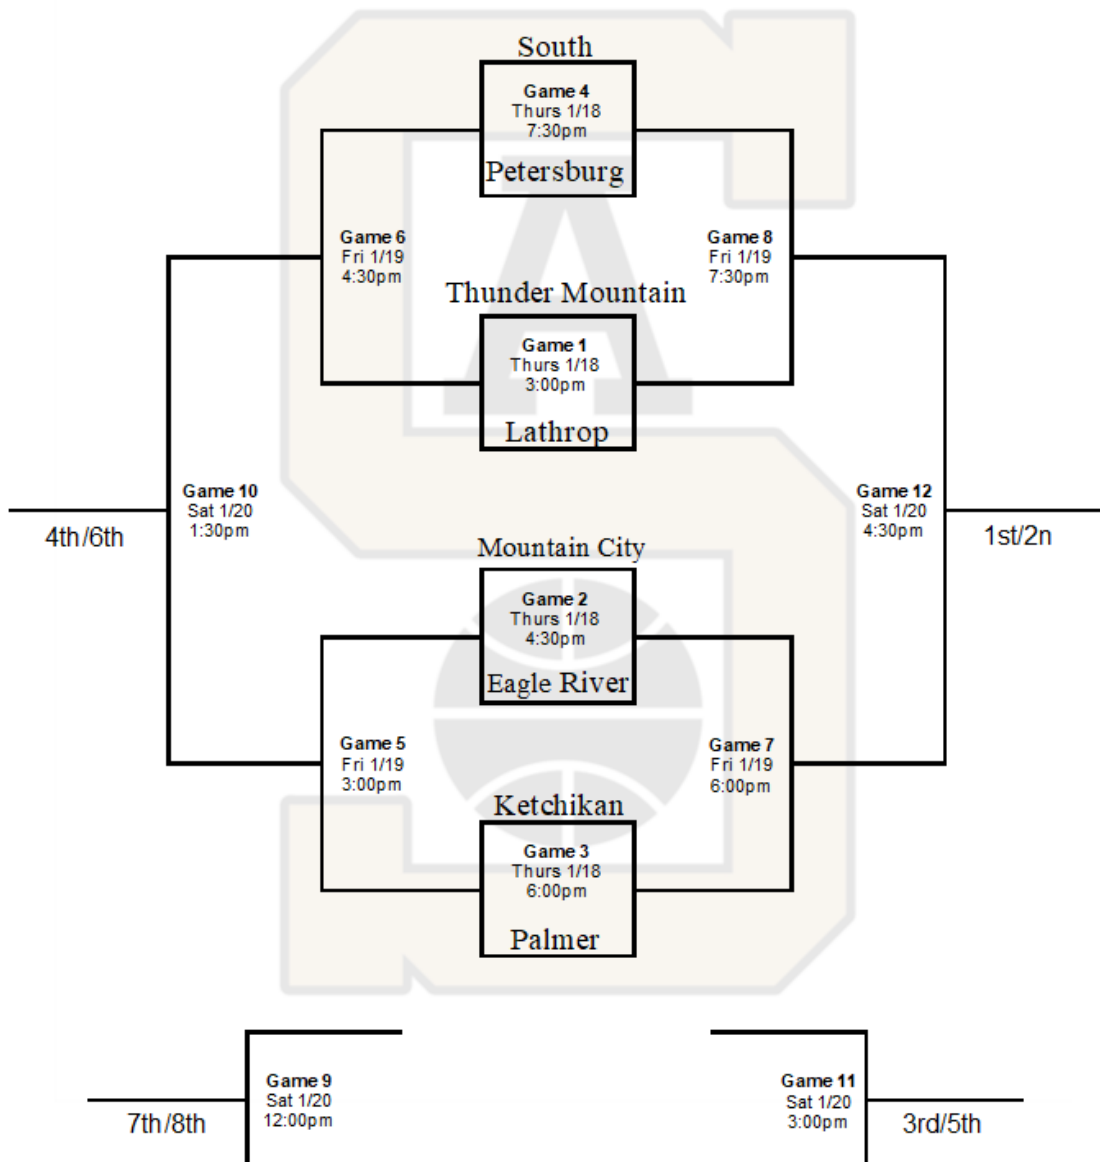 South
Game 4
Thurs 1/18
7:30pm
Petersburg
Game 6
Fri 1/19
4:30pm
Game 8
Fri 1/19
7:30pm
Thunder Mountain
Game 1
Thurs 1/18
3:00pm
Lathrop
Game 10
Sat 1/20
1:30pm
4th/6th
Game 12
Sat 1/20
4:30pm
1st/2n
Mountain City
Game 2
Thurs 1/18
4:30pm
Eagle River
Game 5
Fri 1/19
3:00pm
Game 7
Fri 1/19
6:00pm
Ketchikan
Game 3
Thurs 1/18
6:00pm
Palmer
Game 9
Sat 1/20
12:00pm
7th/8th
Game 11
Sat 1/20
3:00pm
3rd/5th
S
A